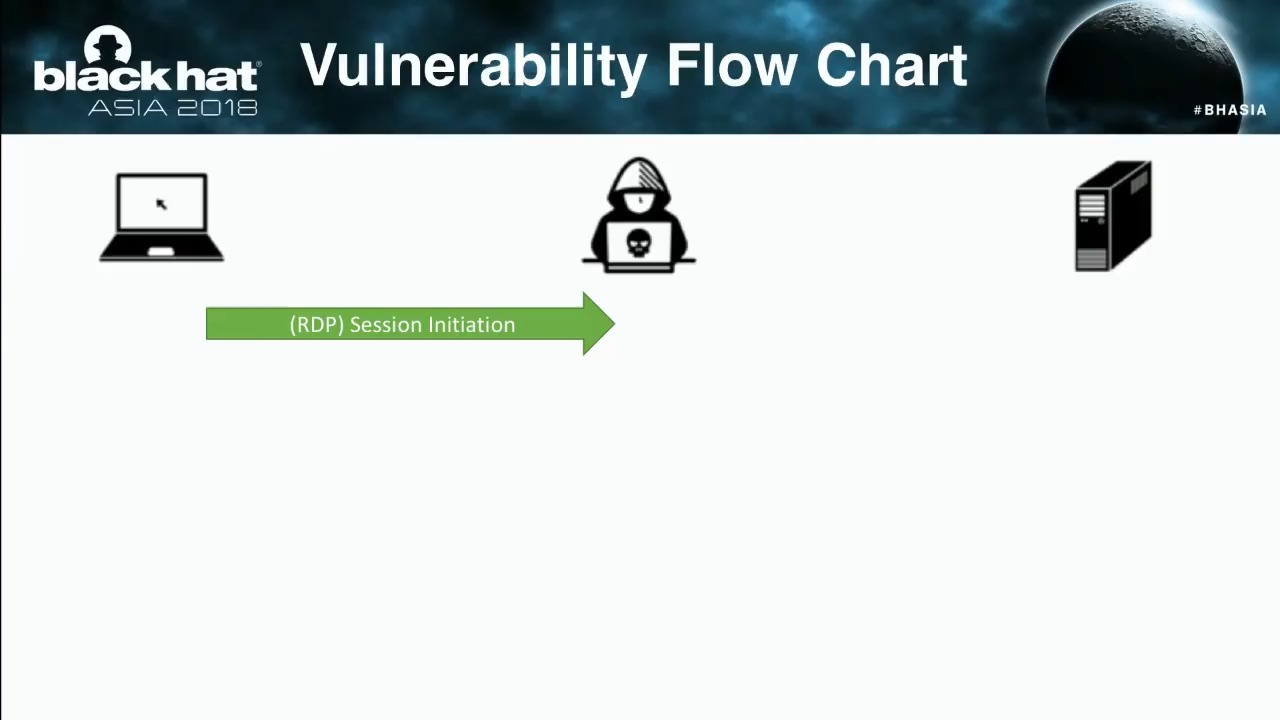 black hat®
ASIA 2018
Vulnerability Flow Chart
#BHASIA
(RDP) Session Initiation